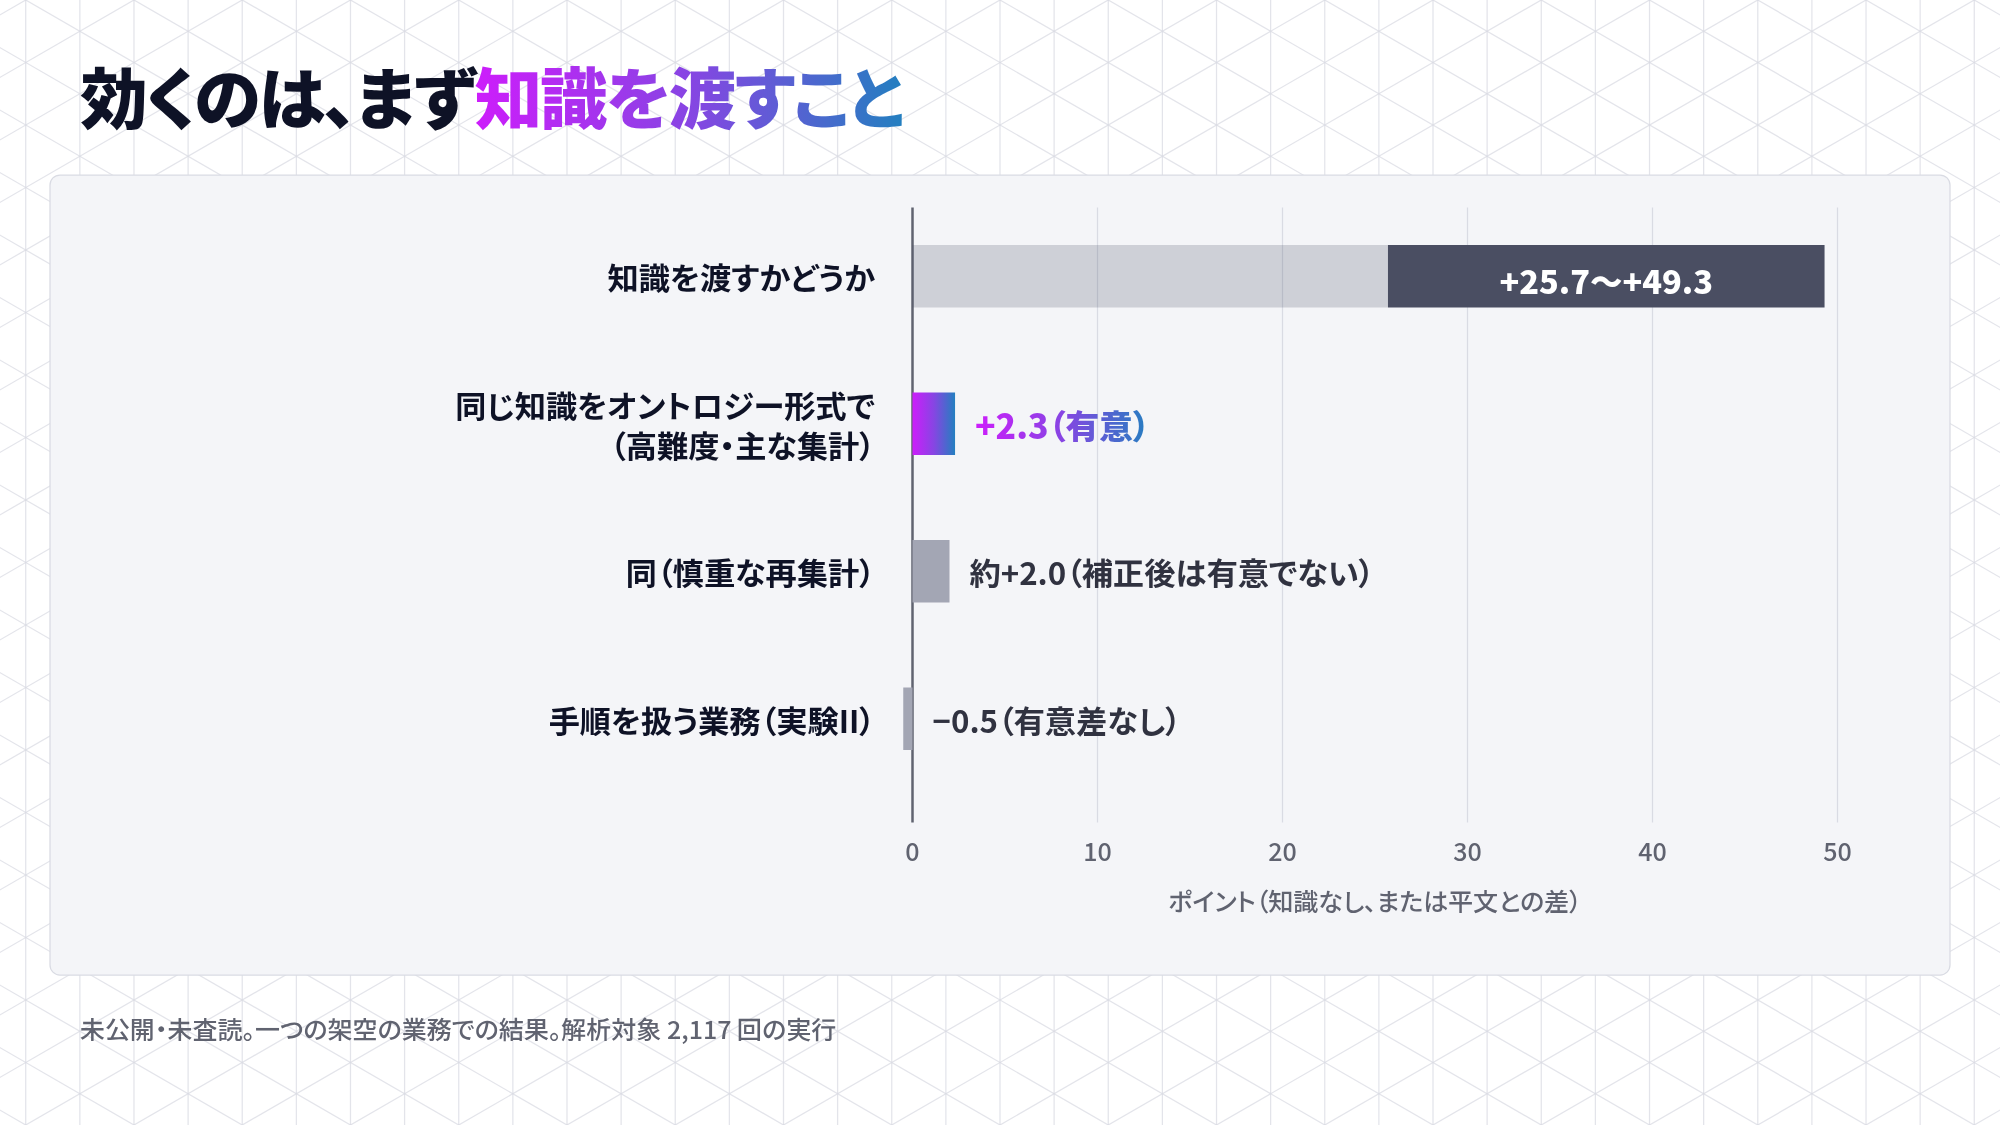 効くのは、まず知識を渡すこと
知識を渡すかどうか
+25.7〜+49.3
同じ知識をオントロジー形式で
（高難度・主な集計）
+2.3（有意）
同（慎重な再集計）
約+2.0（補正後は有意でない）
手順を扱う業務（実験II）
−0.5（有意差なし）
0 10 20 30 40 50
ポイント（知識なし、または平文との差）
未公開・未査読。一つの架空の業務での結果。解析対象 2,117 回の実行